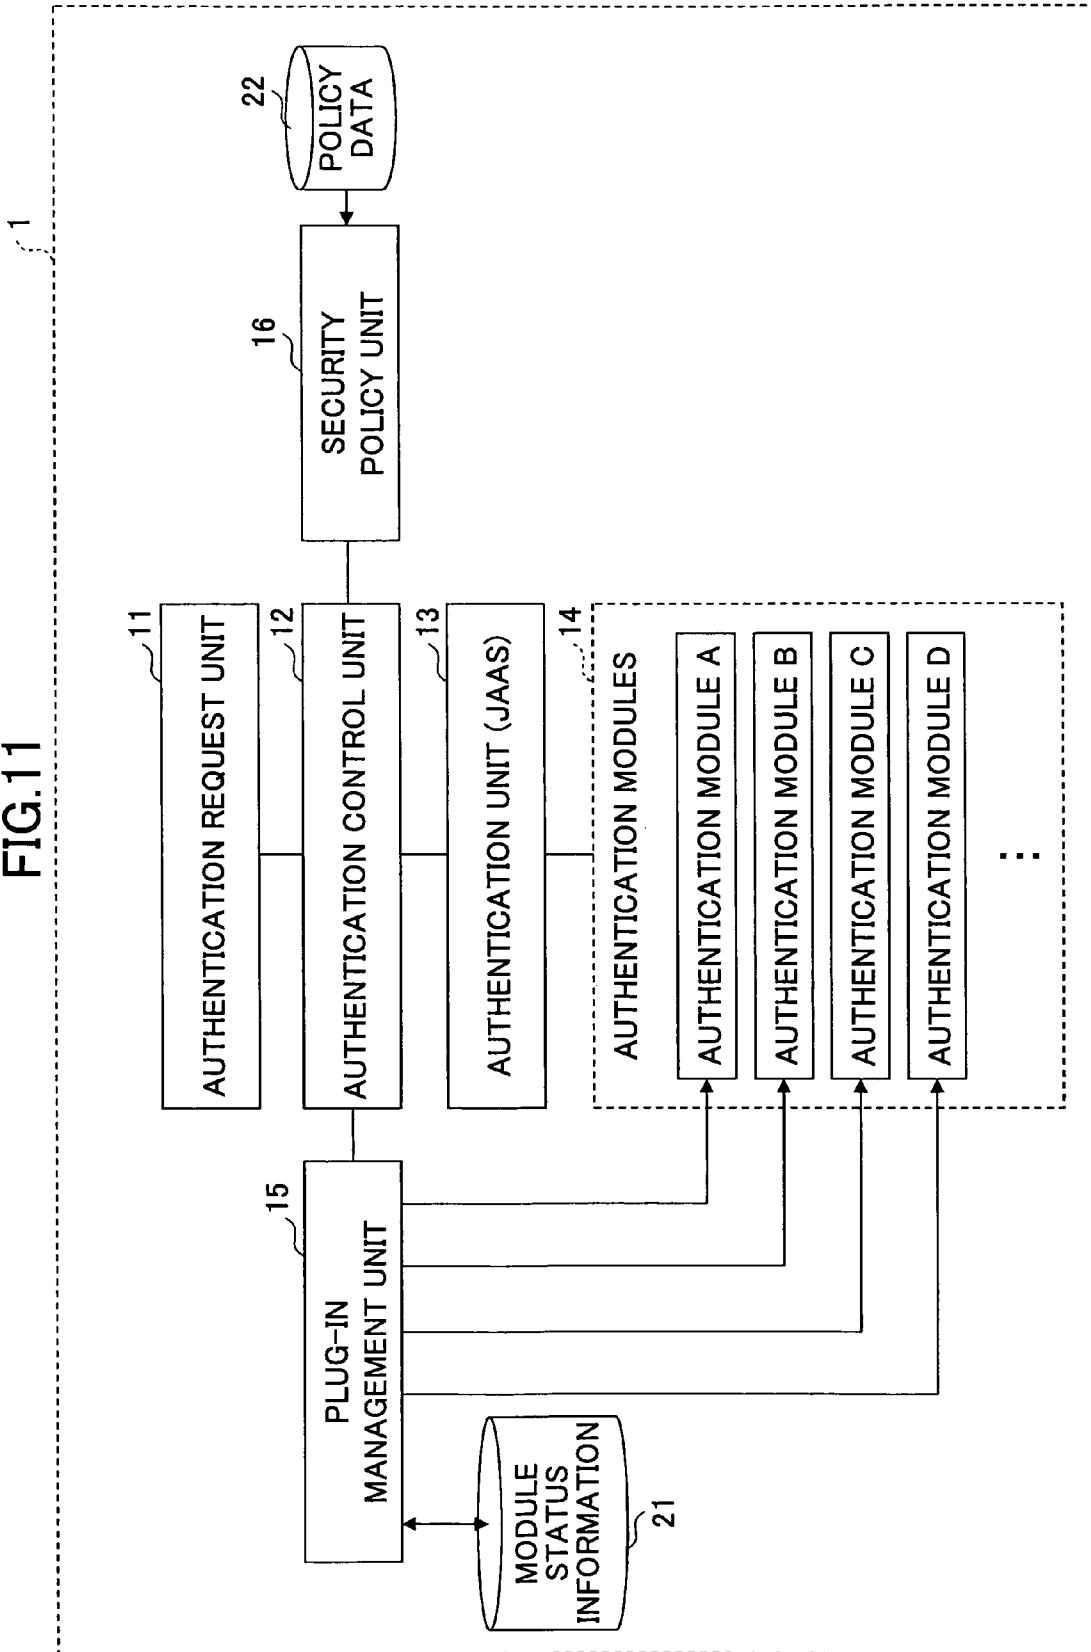 FIG.11
1
11
AUTHENTICATION REQUEST UNIT
15
PLUG-IN
MANAGEMENT UNIT
12
AUTHENTICATION CONTROL UNIT
16
SECURITY
POLICY UNIT
22
POLICY
DATA
13
AUTHENTICATION UNIT (JAAS)
MODULE
STATUS
INFORMATION
21
14
AUTHENTICATION MODULES
AUTHENTICATION MODULE A
AUTHENTICATION MODULE B
AUTHENTICATION MODULE C
AUTHENTICATION MODULE D
...